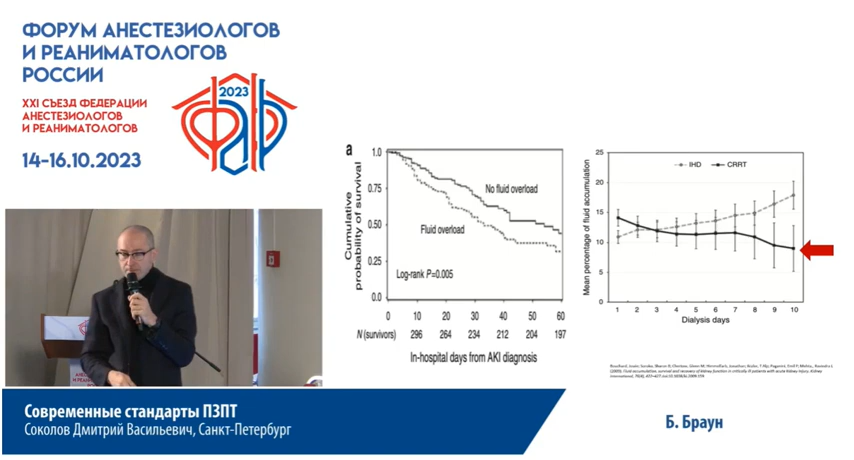 ФОРУМ АНЕСТЕЗИОЛОГОВ
И РЕАНИМАТОЛОГОВ
РОССИИ
XXI СЪЕЗД ФЕДЕРАЦИИ
АНЕСТЕЗИОЛОГОВ
И РЕАНИМАТОЛОГОВ
14-16.10.2023
2023
ФАР
a
Cumulative
probability of survival
1.0
0.75
0.50
0.25
0.0
No fluid overload
Fluid overload
Log-rank P=0.005
0 10 20 30 40 50 60
N (survivors) 296 264 234 212 204 197
In-hospital days from AKI diagnosis
Mean percentage of fluid accumulation
25
20
15
10
5
0
IHD CRRT
1 2 3 4 5 6 7 8 9 10
Dialysis days
Современные стандарты ПЗПТ
Соколов Дмитрий Васильевич, Санкт-Петербург
Б. Браун